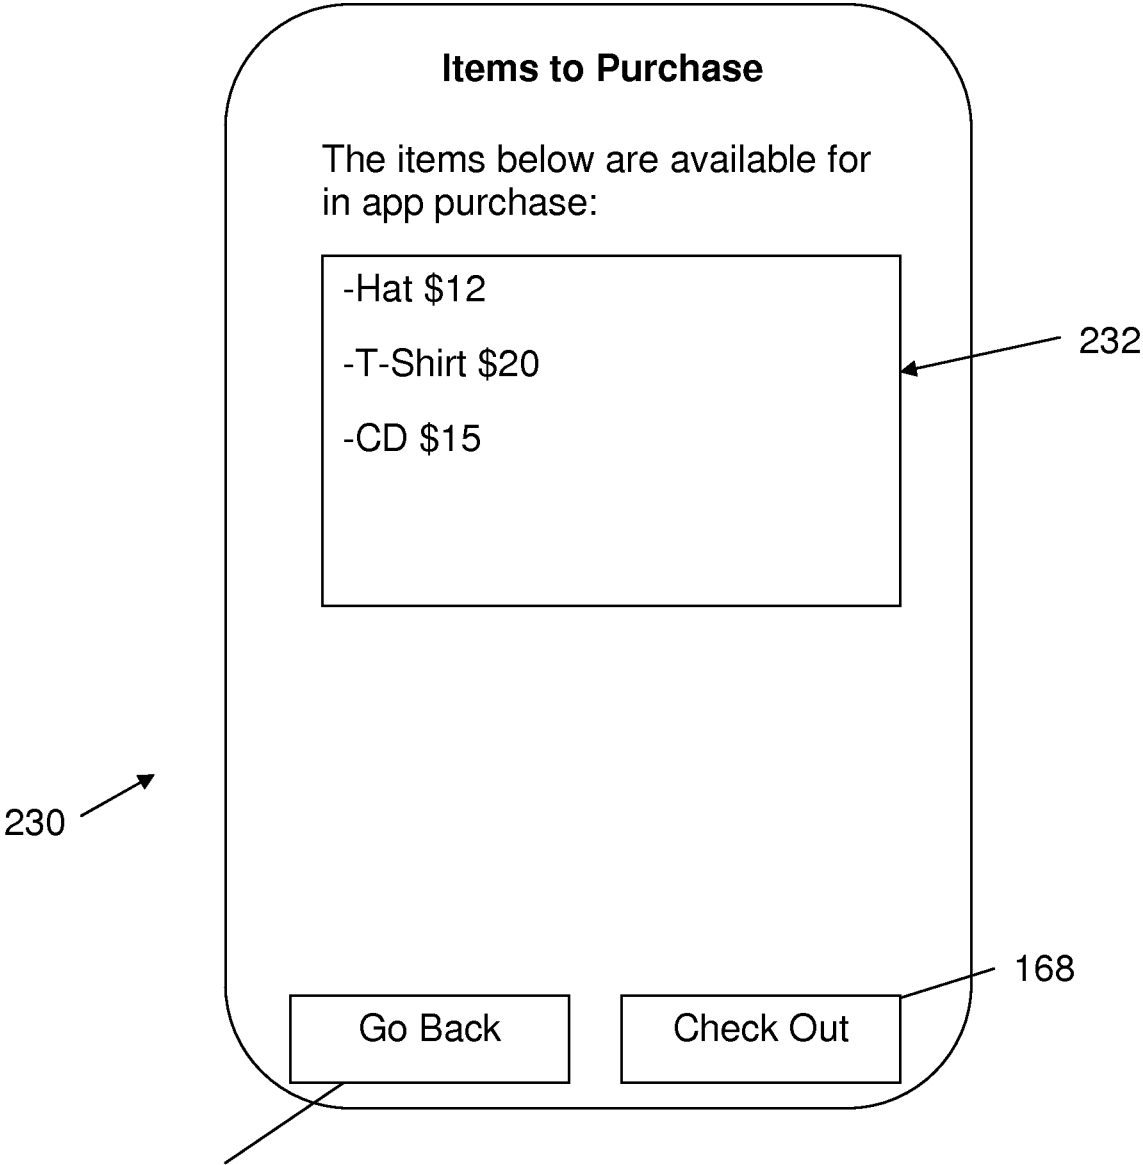 Items to Purchase
The items below are available for
in app purchase:
-Hat $12
-T-Shirt $20
-CD $15
232
230
168
Go Back
Check Out